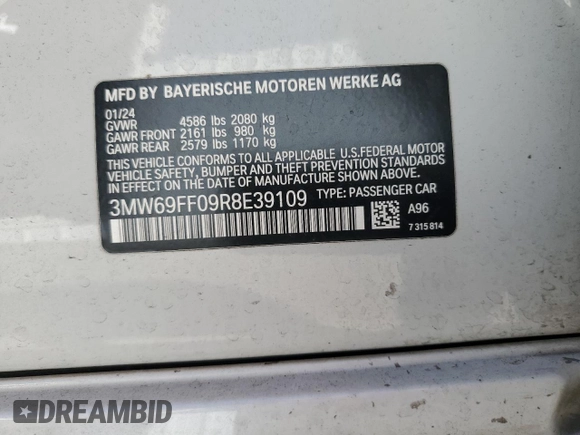 MFD BY BAYERISCHE MOTOREN WERKE AG
01/24
GVWR 4586 lbs 2080 kg
GAWR FRONT 2161 lbs 980 kg
GAWR REAR 2579 lbs 1170 kg
THIS VEHICLE CONFORMS TO ALL APPLICABLE U.S.FEDERAL MOTOR
VEHICLE SAFETY, BUMPER, AND THEFT PREVENTION STANDARDS
IN EFFECT ON THE DATE OF MANUFACTURE SHOWN ABOVE.
3MW69FF09R8E39109 TYPE: PASSENGER CAR
A96
7 315 814
DREAMBID